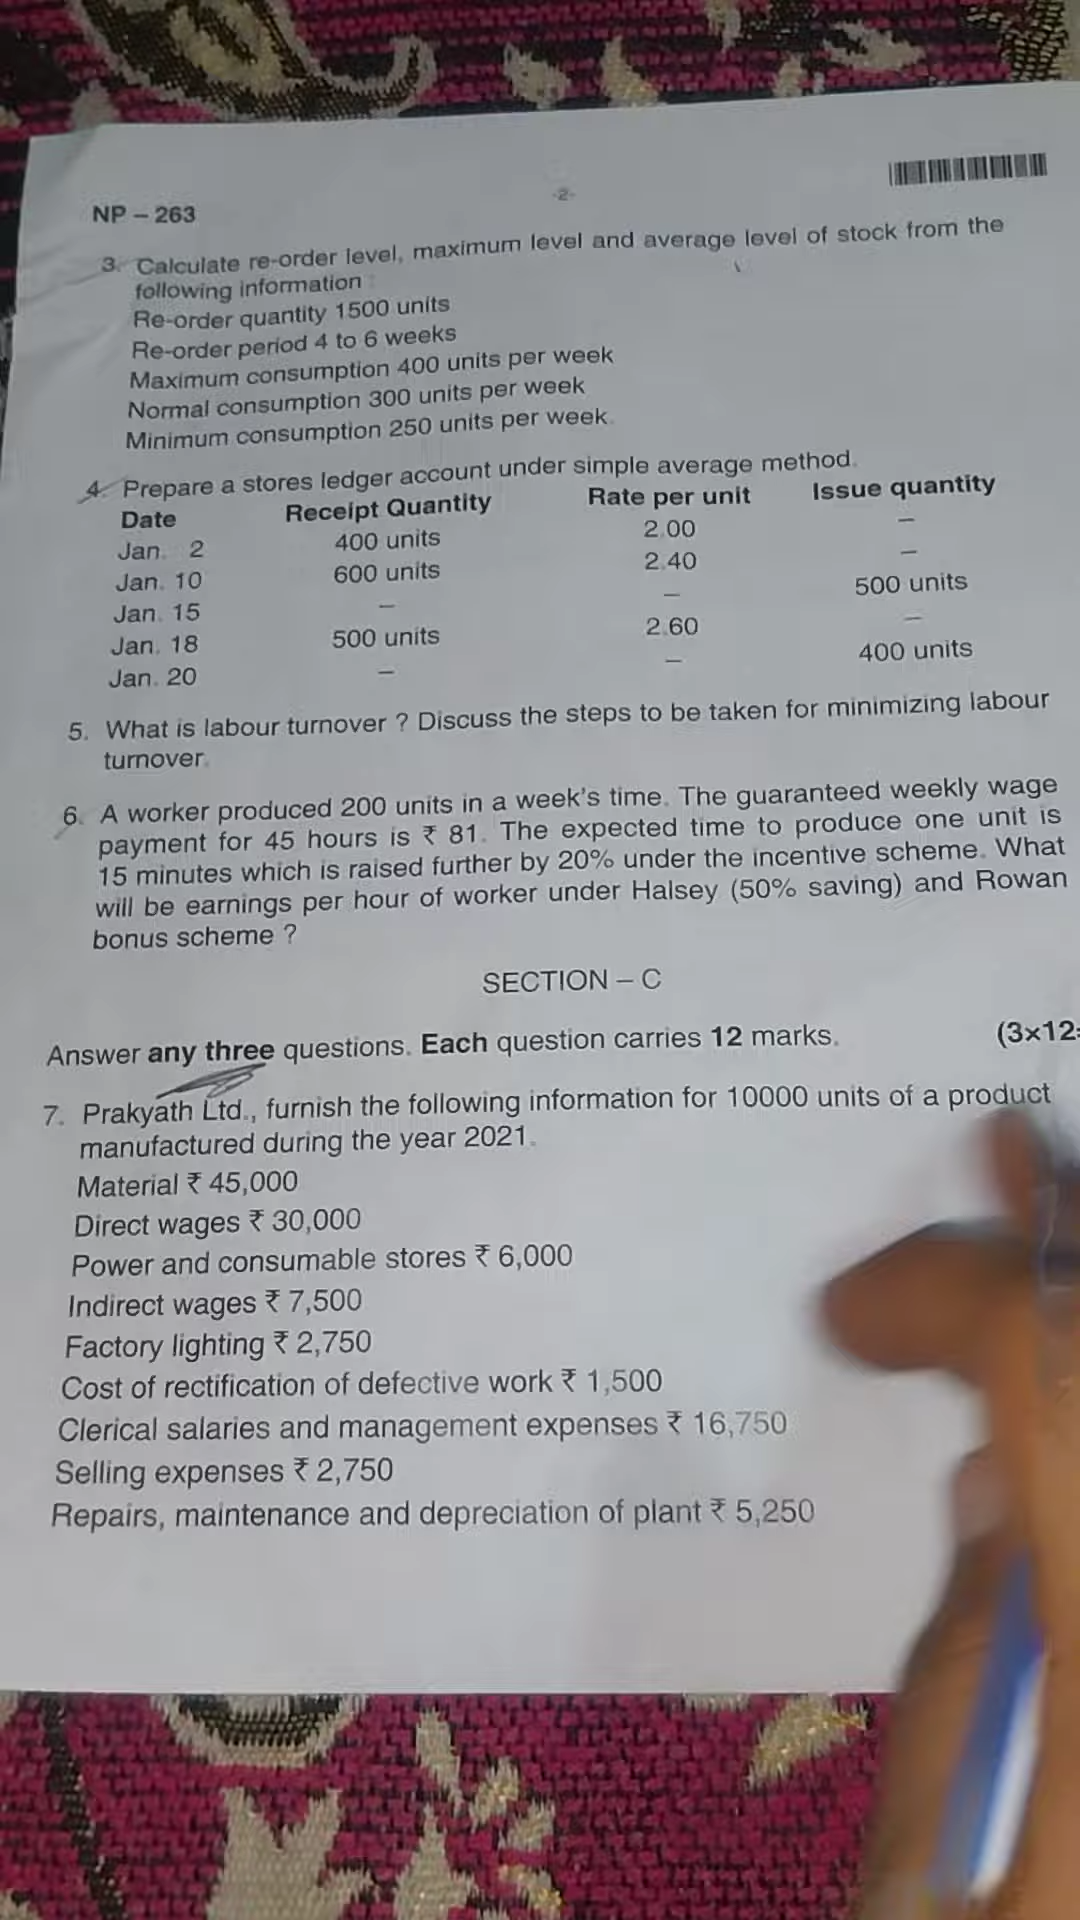 -2-
NP – 263
3. Calculate re-order level, maximum level and average level of stock from the
following information :
Re-order quantity 1500 units
Re-order period 4 to 6 weeks
Maximum consumption 400 units per week
Normal consumption 300 units per week
Minimum consumption 250 units per week.
4. Prepare a stores ledger account under simple average method.
Date Receipt Quantity Rate per unit Issue quantity
Jan. 2 400 units 2.00 –
Jan. 10 600 units 2.40 –
Jan. 15 – – 500 units
Jan. 18 500 units 2.60 –
Jan. 20 – – 400 units
5. What is labour turnover ? Discuss the steps to be taken for minimizing labour
turnover.
6. A worker produced 200 units in a week's time. The guaranteed weekly wage
payment for 45 hours is ₹ 81. The expected time to produce one unit is
15 minutes which is raised further by 20% under the incentive scheme. What
will be earnings per hour of worker under Halsey (50% saving) and Rowan
bonus scheme ?
SECTION – C
Answer any three questions. Each question carries 12 marks. (3×12=
7. Prakyath Ltd., furnish the following information for 10000 units of a product
manufactured during the year 2021.
Material ₹ 45,000
Direct wages ₹ 30,000
Power and consumable stores ₹ 6,000
Indirect wages ₹ 7,500
Factory lighting ₹ 2,750
Cost of rectification of defective work ₹ 1,500
Clerical salaries and management expenses ₹ 16,750
Selling expenses ₹ 2,750
Repairs, maintenance and depreciation of plant ₹ 5,250